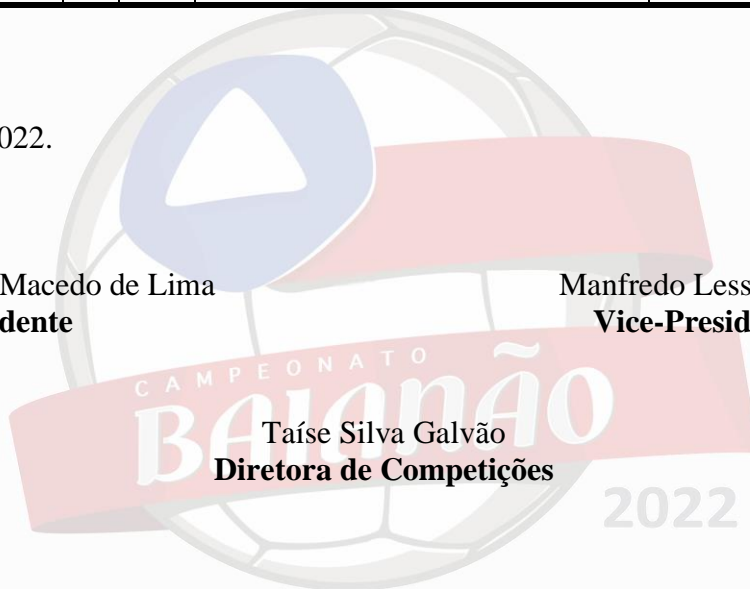 022.
Macedo de Lima
dente
Manfredo Less
Vice-Presid
CAMPEONATO
BAIANÃO
Taíse Silva Galvão
Diretora de Competições
2022